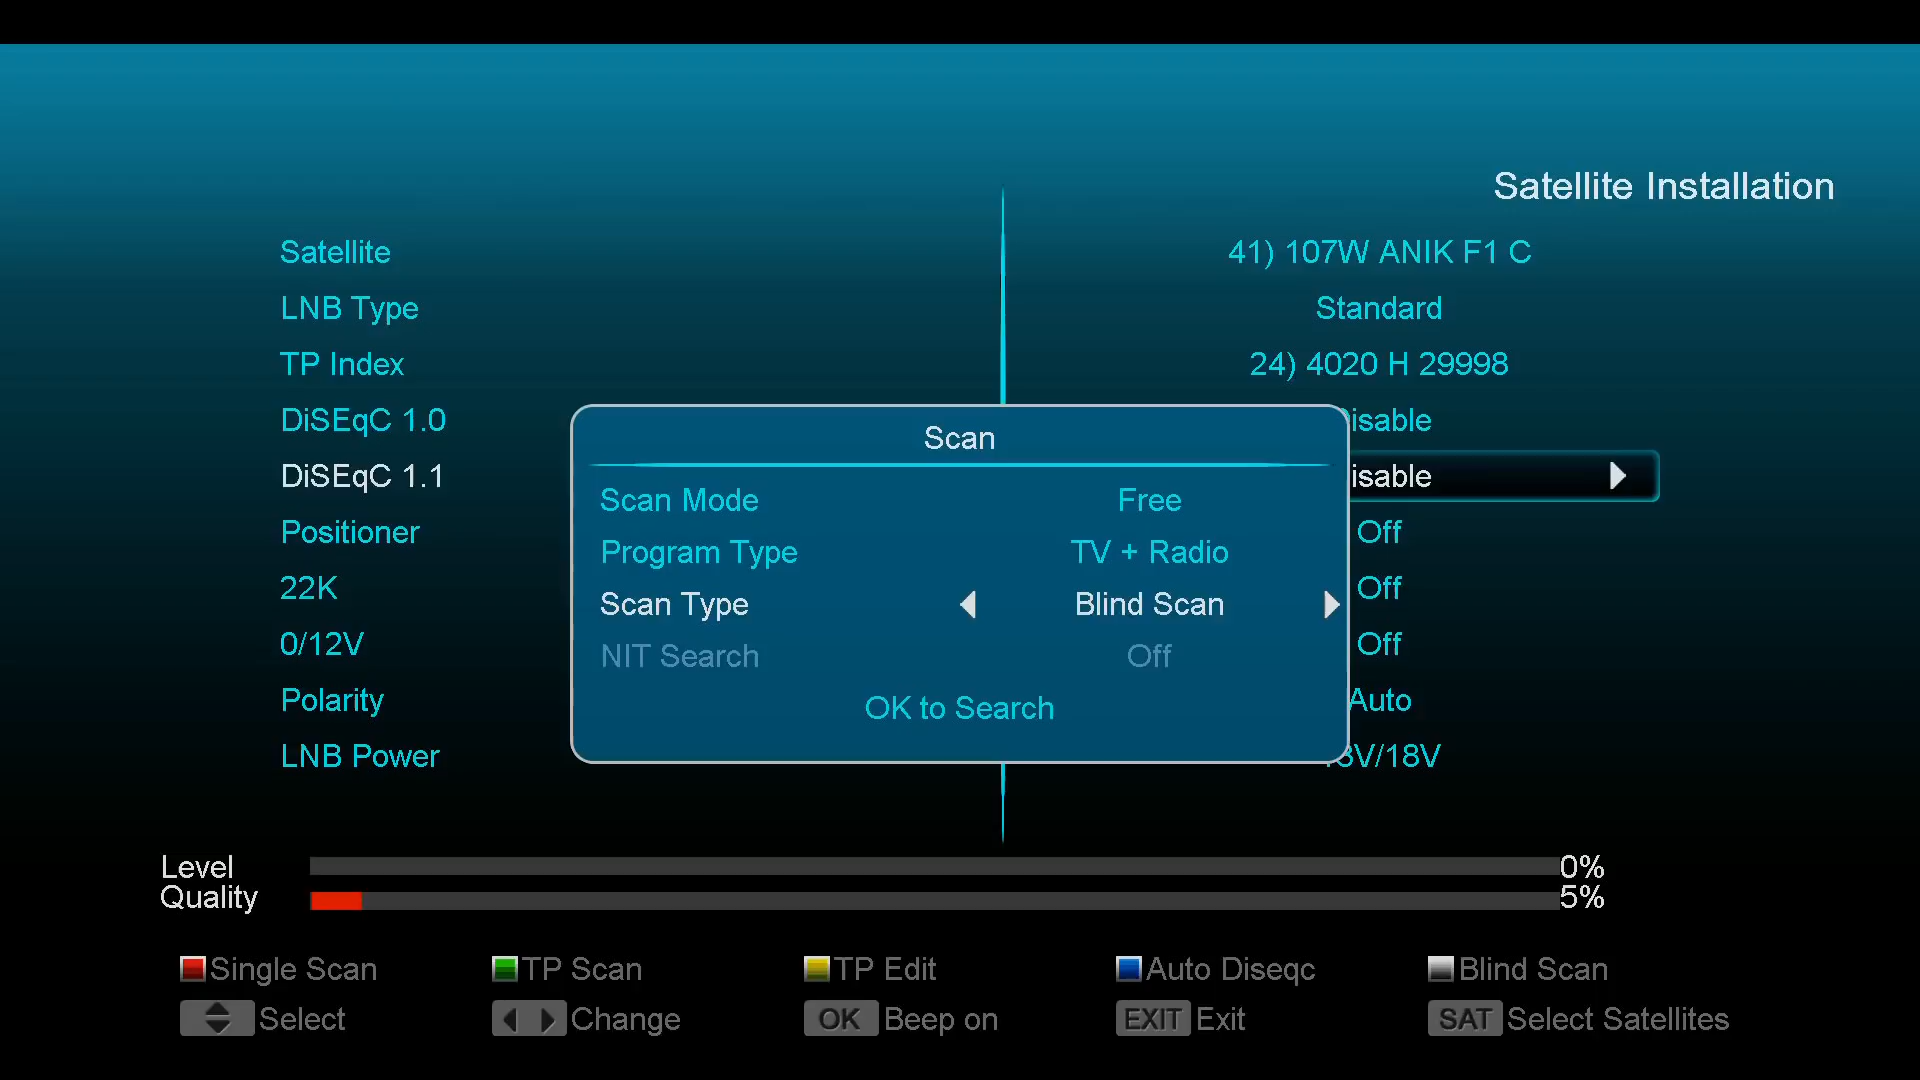 Satellite Installation
Satellite 41) 107W ANIK F1 C
LNB Type Standard
TP Index 24) 4020 H 29998
DiSEqC 1.0 isable
DiSEqC 1.1 isable
Positioner Off
22K Off
0/12V Off
Polarity Auto
LNB Power 3V/18V
Scan
Scan Mode Free
Program Type TV + Radio
Scan Type Blind Scan
NIT Search Off
OK to Search
Level 0%
Quality 5%
Single Scan TP Scan TP Edit Auto Diseqc Blind Scan
Select Change OK Beep on EXIT Exit SAT Select Satellites